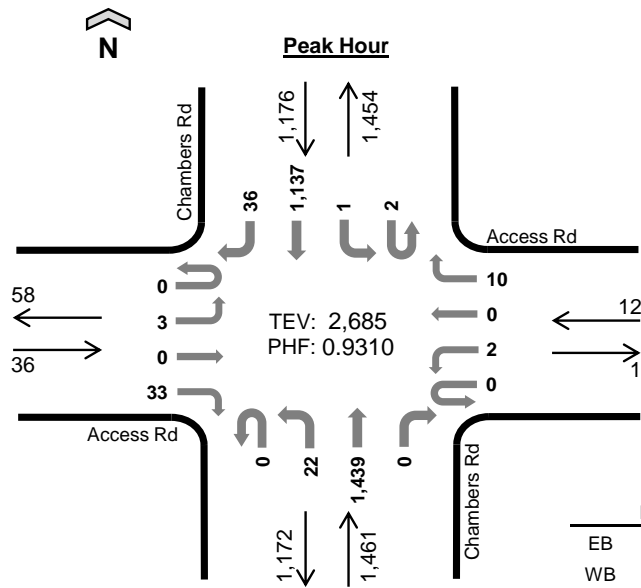 N
Peak Hour
Chambers Rd
1,176
1,454
36
1,137
1
2
Access Rd
58
0
10
3
TEV: 2,685
0
12
0
PHF: 0.9310
2
36
1
33
0
Access Rd
0
22
1,439
0
Chambers Rd
1,172
1,461
EB
WB